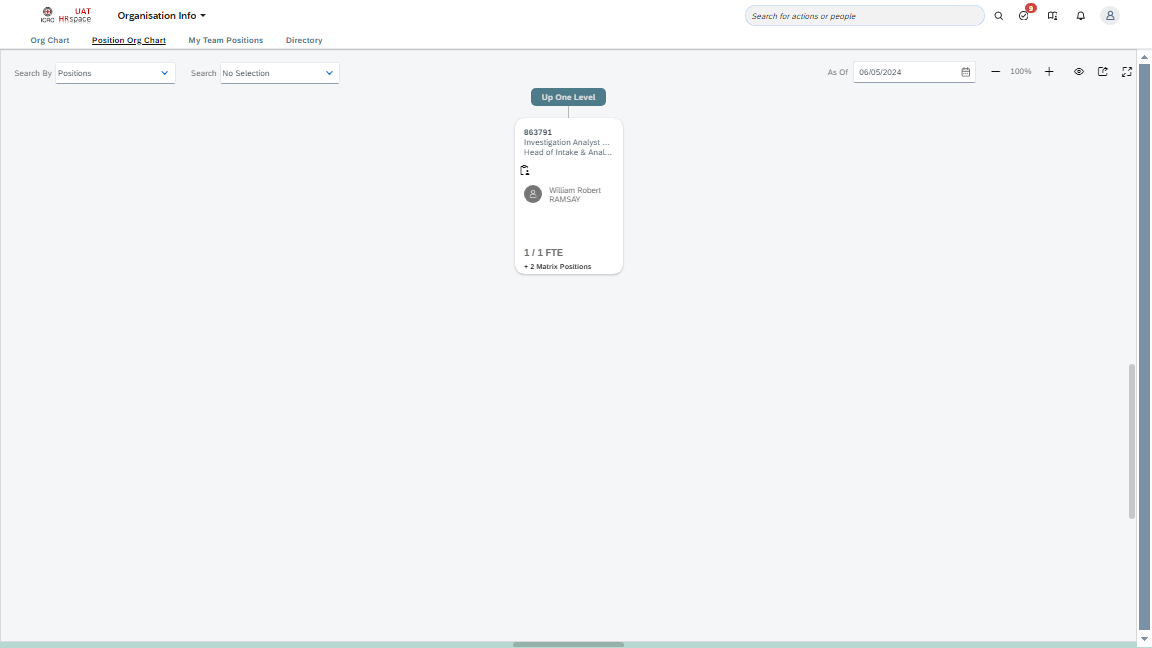 ICRC
UAT
HRspace
Organisation Info
Search for actions or people
9
Org Chart
Position Org Chart
My Team Positions
Directory
Search By
Positions
Search
No Selection
As Of
06/05/2024
100%
Up One Level
863791
Investigation Analyst ...
Head of Intake & Anal...
William Robert
RAMSAY
1 / 1 FTE
+ 2 Matrix Positions